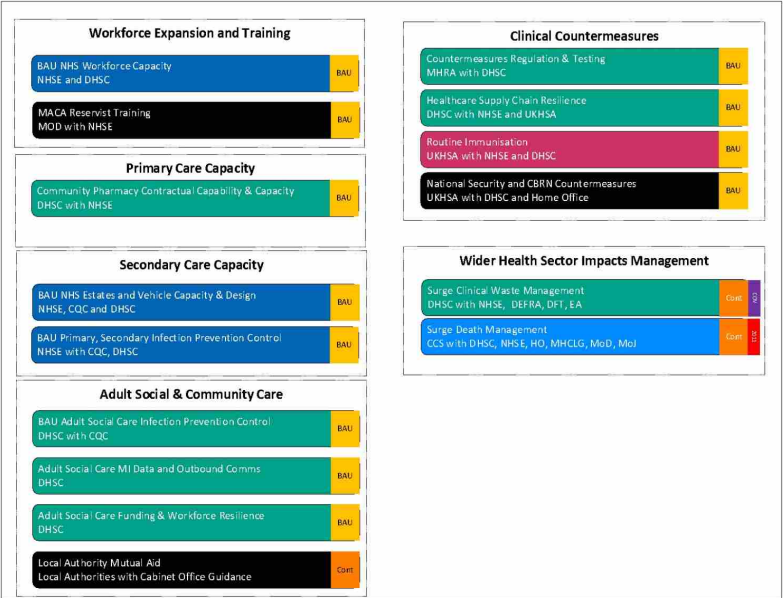 Workforce Expansion and Training
BAU NHS Workforce Capacity
NHSE and DHSC
BAU
MACA Reservist Training
MOD with NHSE
BAU
Primary Care Capacity
Community Pharmacy Contractual Capability & Capacity
DHSC with NHSE
BAU
Secondary Care Capacity
BAU NHS Estates and Vehicle Capacity & Design
NHSE, CQC and DHSC
BAU
BAU Primary, Secondary Infection Prevention Control
NHSE with CQC, DHSC
BAU
Adult Social & Community Care
BAU Adult Social Care Infection Prevention Control
DHSC with CQC
BAU
Adult Social Care MI Data and Outbound Comms
DHSC
BAU
Adult Social Care Funding & Workforce Resilience
DHSC
BAU
Local Authority Mutual Aid
Local Authorities with Cabinet Office Guidance
Cont
Clinical Countermeasures
Countermeasures Regulation & Testing
MHRA with DHSC
BAU
Healthcare Supply Chain Resilience
DHSC with NHSE and UKHSA
BAU
Routine Immunisation
UKHSA with NHSE and DHSC
BAU
National Security and CBRN Countermeasures
UKHSA with DHSC and Home Office
BAU
Wider Health Sector Impacts Management
Surge Clinical Waste Management
DHSC with NHSE, DEFRA, DFT, EA
Cont
Surge Death Management
CCS with DHSC, NHSE, HO, MHCLG, MoD, MoJ
Cont